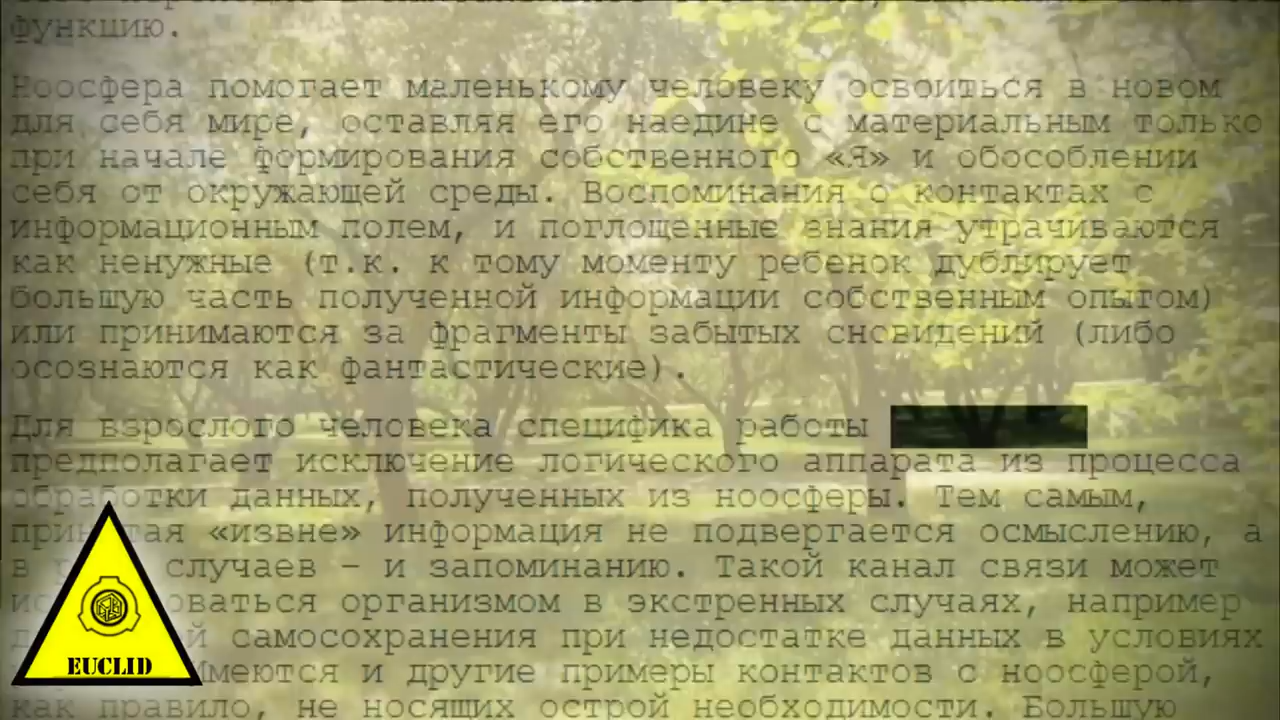 функцию.
Ноосфера помогает маленькому человеку освоиться в новом
для себя мире, оставляя его наедине с материальным только
при начале формирования собственного «Я» и обособлении
себя от окружающей среды. Воспоминания о контактах с
информационным полем, и поглощенные знания утрачиваются
как ненужные (т.к. к тому моменту ребенок дублирует
большую часть полученной информации собственным опытом)
или принимаются за фрагменты забытых сновидений (либо
осознаются как фантастические).
Для взрослого человека специфика работы
предполагает исключение логического аппарата из процесса
обработки данных, полученных из ноосферы. Тем самым,
«извне» информация не подвергается осмыслению, а
в случаев – и запоминанию. Такой канал связи может
организмом в экстренных случаях, например
самосохранения при недостатке данных в условиях
и другие примеры контактов с ноосферой,
как правило, не носящих острой необходимости. Большую
EUCLID